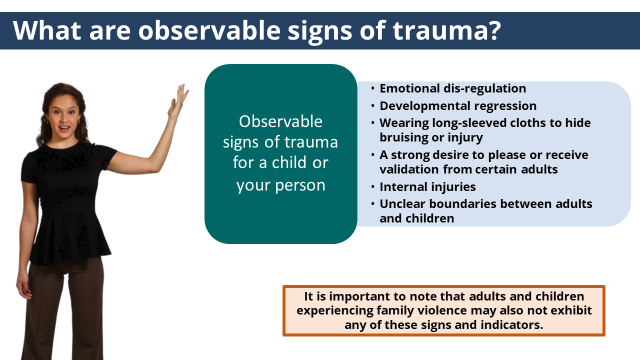 What are observable signs of trauma?
Observable
signs of trauma
for a child or
your person
• Emotional dis-regulation
• Developmental regression
• Wearing long-sleeved cloths to hide
bruising or injury
• A strong desire to please or receive
validation from certain adults
• Internal injuries
• Unclear boundaries between adults
and children
It is important to note that adults and children
experiencing family violence may also not exhibit
any of these signs and indicators.